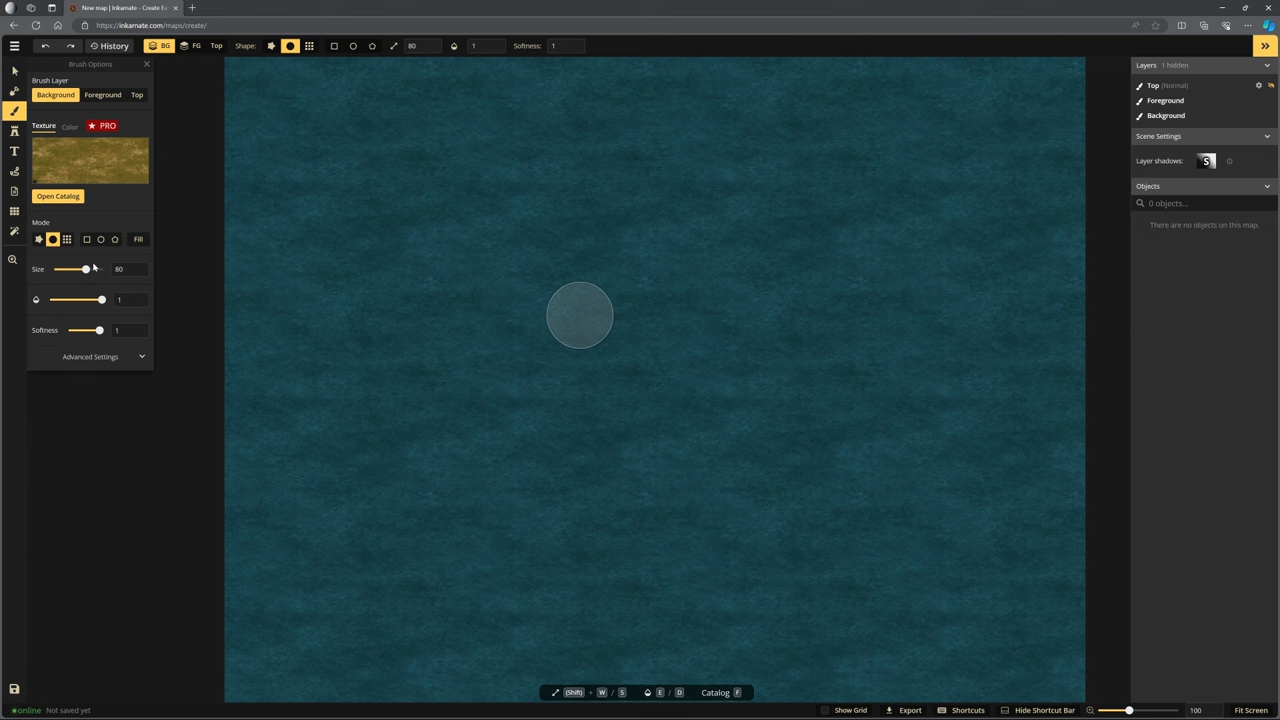 New map | Inkarnate - Create Fa
https://inkarnate.com/maps/create/
History
BG
FG
Top
Shape:
80
1
Softness:
1
Brush Options
Brush Layer
Background
Foreground
Top
Texture
Color
PRO
Open Catalog
Mode
Fill
Size
80
1
Softness
1
Advanced Settings
Layers 1 hidden
Top (Normal)
Foreground
Background
Scene Settings
Layer shadows:
S
Objects
0 objects...
There are no objects on this map.
(Shift) + W / S
E / D
Catalog F
online Not saved yet
Show Grid
Export
Shortcuts
Hide Shortcut Bar
100
Fit Screen